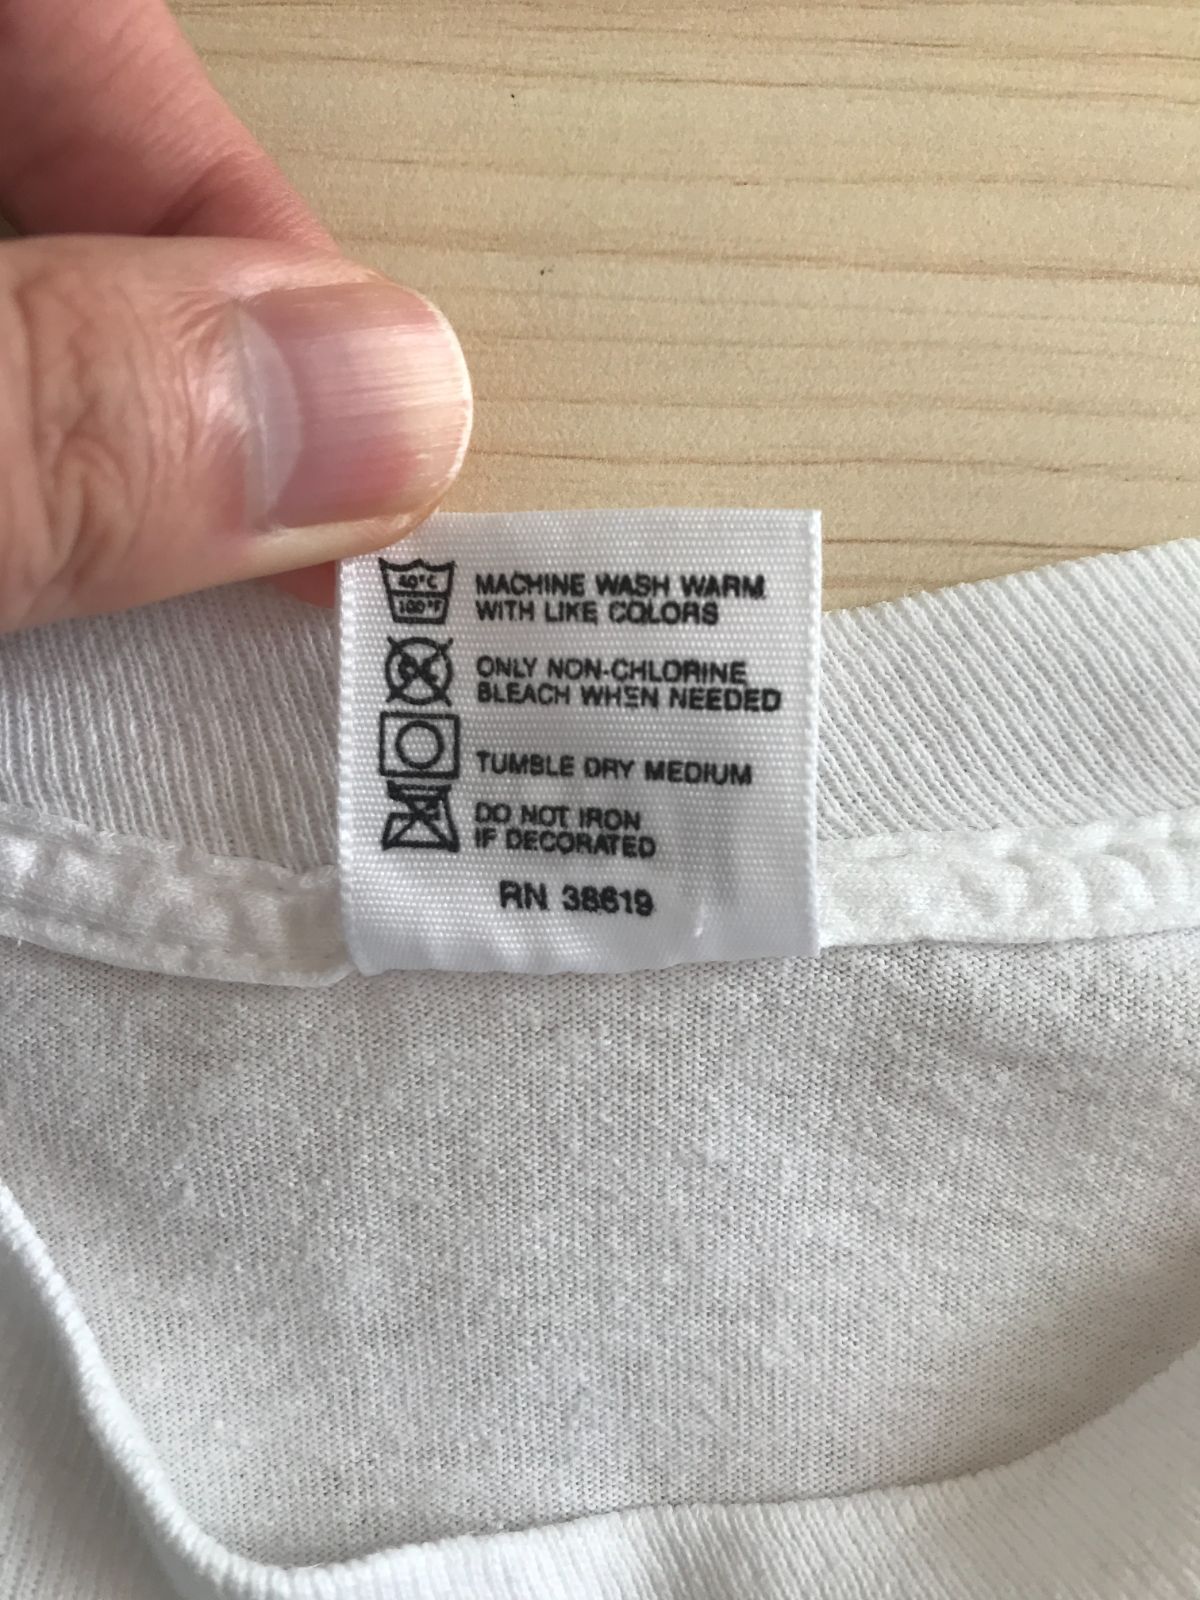 40°C
100°F
MACHINE WASH WARM
WITH LIKE COLORS
ONLY NON-CHLORINE
BLEACH WHEN NEEDED
TUMBLE DRY MEDIUM
DO NOT IRON
IF DECORATED
RN 38619